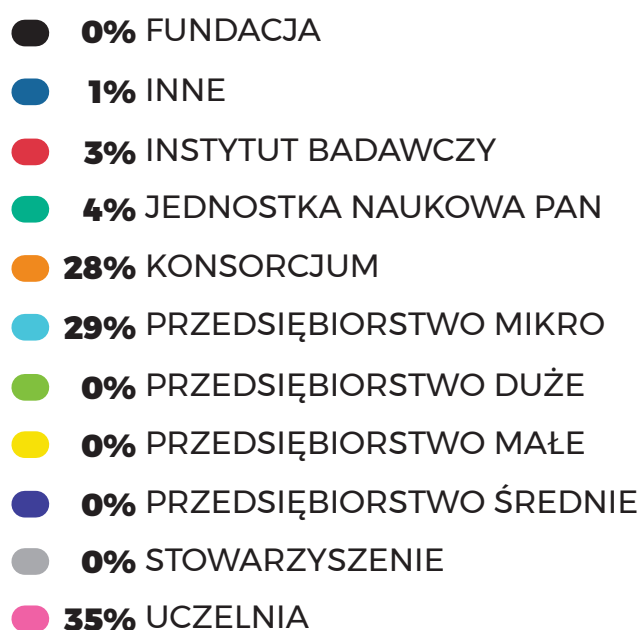 0% FUNDACJA
1% INNE
3% INSTYTUT BADAWCZY
4% JEDNOSTKA NAUKOWA PAN
28% KONSORCJUM
29% PRZEDSIĘBIORSTWO MIKRO
0% PRZEDSIĘBIORSTWO DUŻE
0% PRZEDSIĘBIORSTWO MAŁE
0% PRZEDSIĘBIORSTWO ŚREDNIE
0% STOWARZYSZENIE
35% UCZELNIA